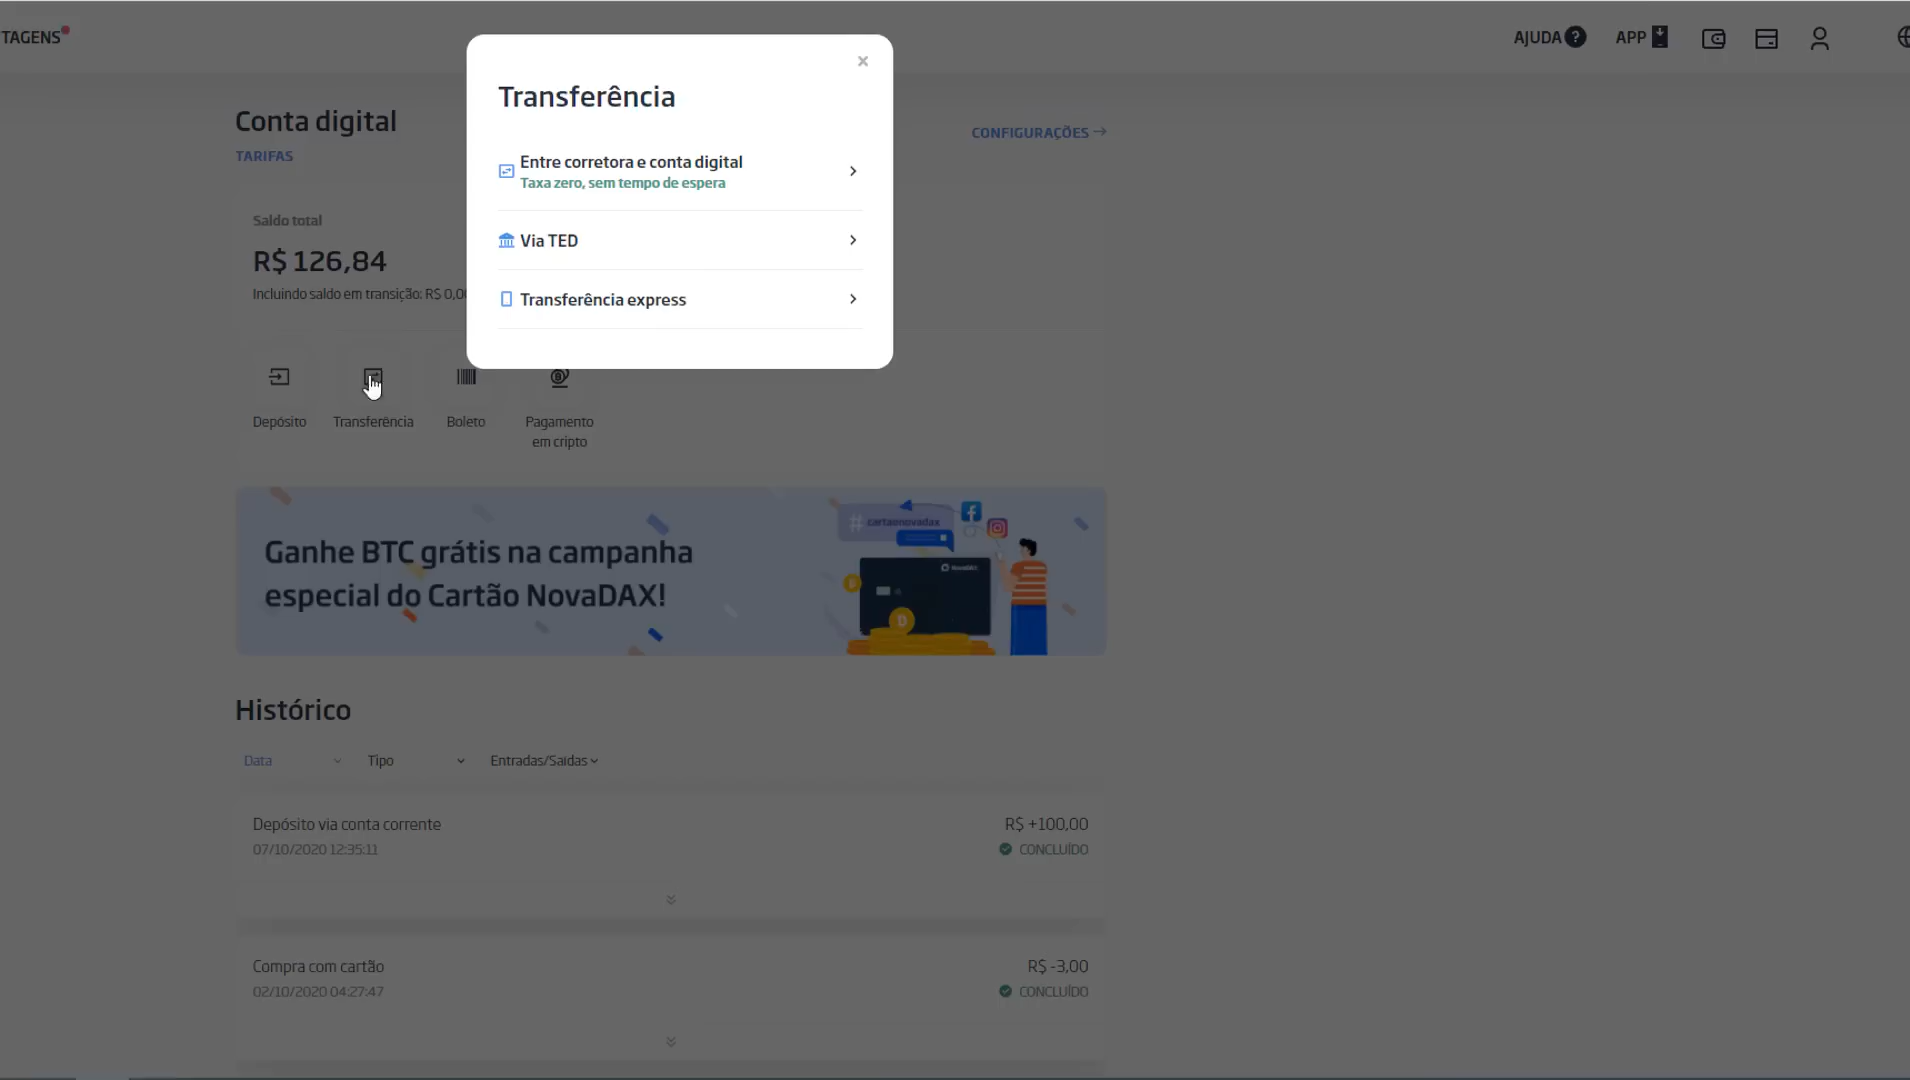 TAGENS
AJUDA ?
APP
×
Transferência
Entre corretora e conta digital
Taxa zero, sem tempo de espera
Via TED
Transferência express
Conta digital
TARIFAS
CONFIGURAÇÕES
Saldo total
R$ 126,84
Incluindo saldo em transição: R$ 0,0
Depósito
Transferência
Boleto
Pagamento
em cripto
Ganhe BTC grátis na campanha
especial do Cartão NovaDAX!
# cartaonovadax
NovaDAX
Histórico
Data
Tipo
Entradas/Saídas
Depósito via conta corrente
R$ +100,00
07/10/2020 12:35:11
CONCLUÍDO
Compra com cartão
R$ -3,00
02/10/2020 04:27:47
CONCLUÍDO